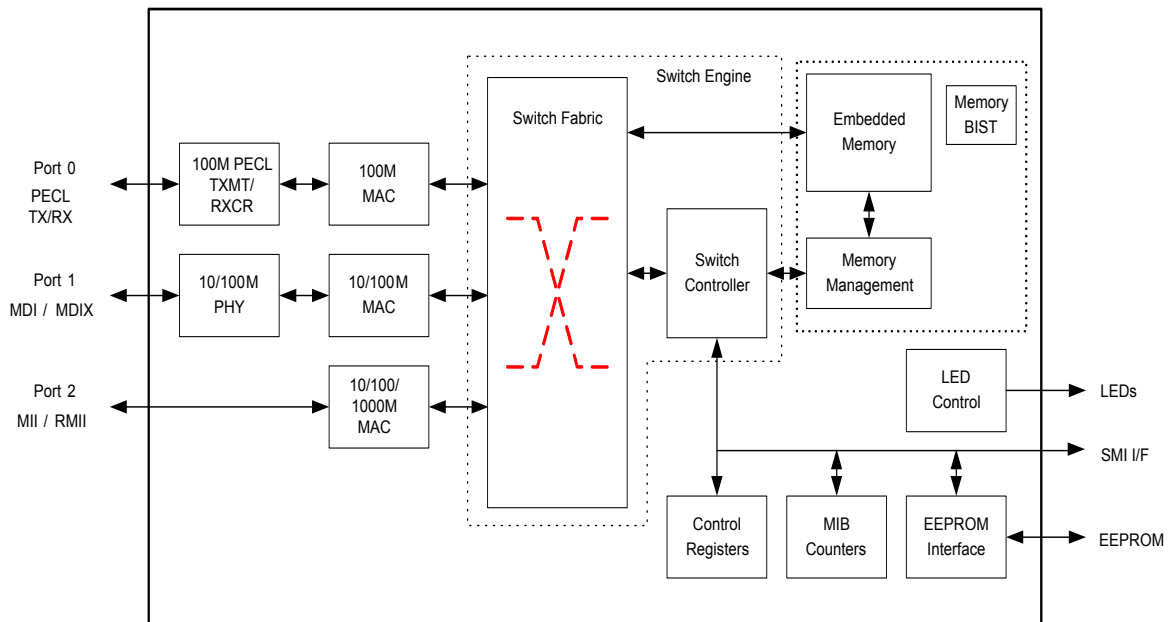 Switch Engine
Switch Fabric
Embedded
Memory
Memory
BIST
Port 0
PECL
TX/RX
100M PECL
TXMT/
RXCR
100M
MAC
Port 1
MDI / MDIX
10/100M
PHY
10/100M
MAC
Switch
Controller
Memory
Management
Port 2
MII / RMII
10/100/
1000M
MAC
LED
Control
LEDs
SMI I/F
Control
Registers
MIB
Counters
EEPROM
Interface
EEPROM